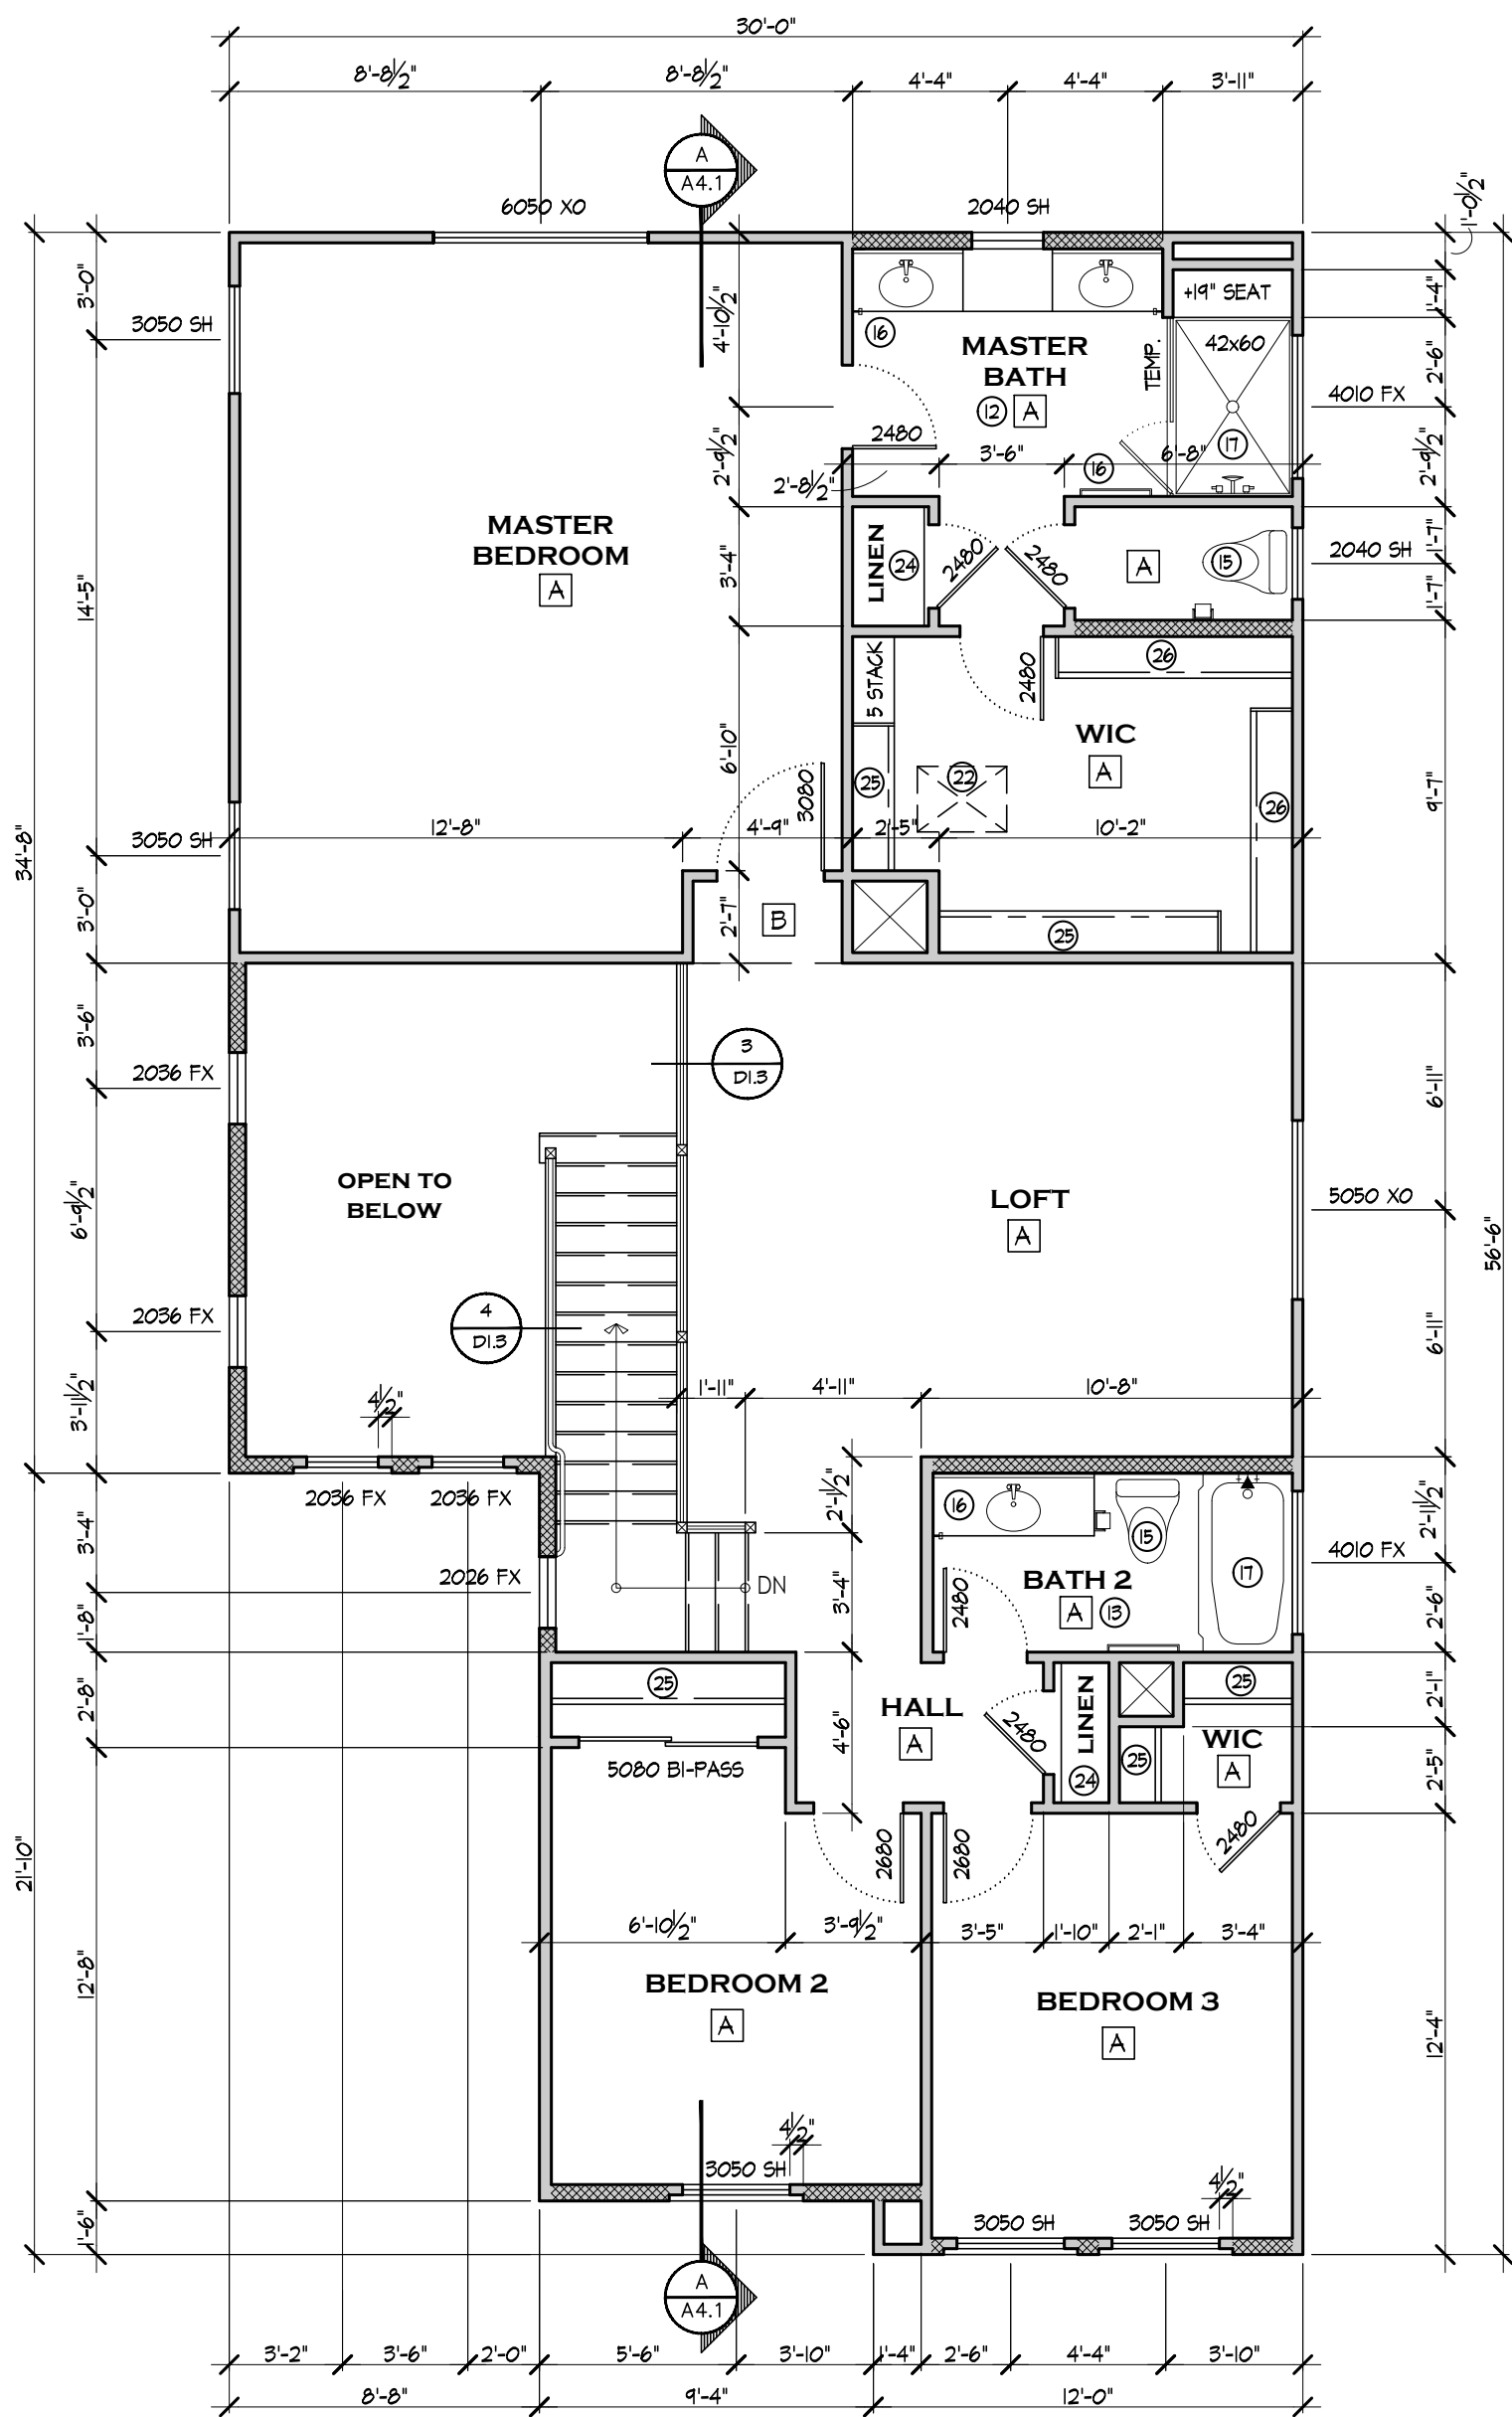 30'-0"
8'-8½" 8'-8½" 4'-4" 4'-4" 3'-11"
A
A4.1
1'-0½"
6050 XO 2040 SH
3'-0"
3050 SH
4'-10½"
+19" SEAT
1'-4"
16
MASTER
BATH
12 A
TEMP.
42x60
2'-6"
4010 FX
2480
3'-6"
6'-8"
17
16
2'-9½"
2'-8½"
2'-9½"
MASTER
BEDROOM
A
14'-5"
3'-4"
LINEN
24
2480
2480
A
15
2040 SH
1'-7"
1'-7"
5 STACK
2480
26
WIC
A
6'-10"
3080
25
22
26
9'-7"
34'-8"
3050 SH
12'-8" 4'-9" 2'-5" 10'-2"
3'-0"
2'-7"
B
25
3'-6"
2036 FX
3
D1.3
6'-11"
OPEN TO
BELOW
6'-9½"
LOFT
A
5050 XO
56'-6"
2036 FX
4
D1.3
6'-11"
3'-11½"
4½"
1'-11" 4'-11" 10'-8"
2036 FX 2036 FX
2'-1½"
16
15
2'-11½"
3'-4"
2026 FX
DN
3'-4"
2480
BATH 2
A 13
17
4010 FX
2'-6"
1'-8"
25
2'-8"
HALL
A
4'-6"
2480
LINEN
24
25
25
WIC
A
2'-1"
2'-5"
5080 BI-PASS
2680
2680
2480
21'-10"
6'-10½" 3'-9½" 3'-5" 1'-10" 2'-1" 3'-4"
12'-8"
BEDROOM 2
A
BEDROOM 3
A
12'-4"
4½"
3050 SH
4½"
3050 SH 3050 SH
1'-6"
A
A4.1
3'-2" 3'-6" 2'-0" 5'-6" 3'-10" 1'-4" 2'-6" 4'-4" 3'-10"
8'-8" 9'-4" 12'-0"